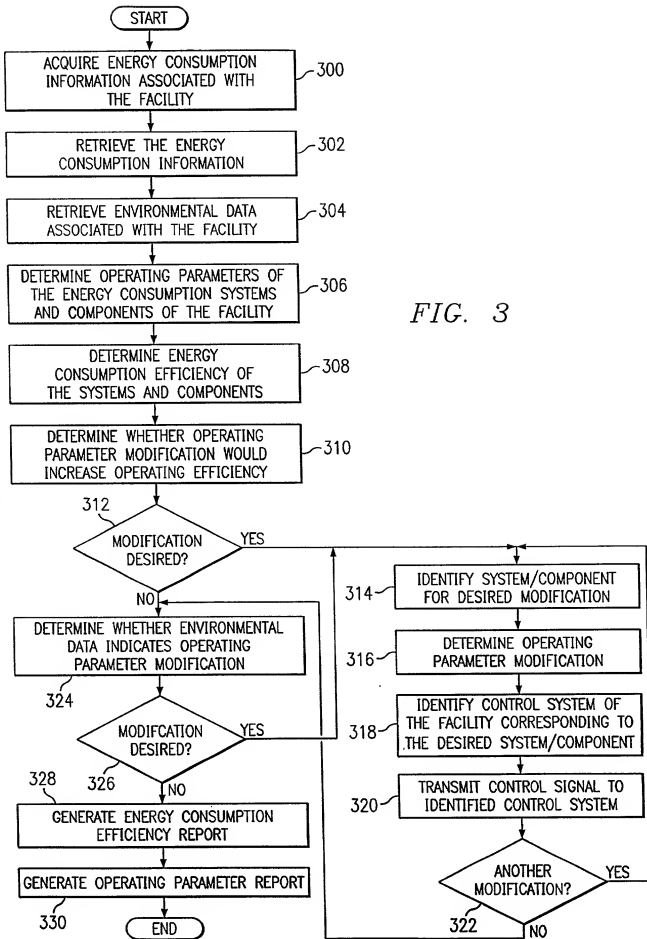 START
ACQUIRE ENERGY CONSUMPTION
INFORMATION ASSOCIATED WITH
THE FACILITY
300
RETRIEVE THE ENERGY
CONSUMPTION INFORMATION
302
RETRIEVE ENVIRONMENTAL DATA
ASSOCIATED WITH THE FACILITY
304
DETERMINE OPERATING PARAMETERS OF
THE ENERGY CONSUMPTION SYSTEMS
AND COMPONENTS OF THE FACILITY
306
FIG. 3
DETERMINE ENERGY
CONSUMPTION EFFICIENCY OF
THE SYSTEMS AND COMPONENTS
308
DETERMINE WHETHER OPERATING
PARAMETER MODIFICATION WOULD
INCREASE OPERATING EFFICIENCY
310
312
MODIFICATION
DESIRED?
YES
NO
314
IDENTIFY SYSTEM/COMPONENT
FOR DESIRED MODIFICATION
316
DETERMINE OPERATING
PARAMETER MODIFICATION
318
IDENTIFY CONTROL SYSTEM OF
THE FACILITY CORRESPONDING TO
THE DESIRED SYSTEM/COMPONENT
320
TRANSMIT CONTROL SIGNAL TO
IDENTIFIED CONTROL SYSTEM
ANOTHER
MODIFICATION?
322
YES
NO
DETERMINE WHETHER ENVIRONMENTAL
DATA INDICATES OPERATING
PARAMETER MODIFICATION
324
MODIFCATION
DESIRED?
326
YES
NO
328
GENERATE ENERGY CONSUMPTION
EFFICIENCY REPORT
GENERATE OPERATING PARAMETER REPORT
330
END